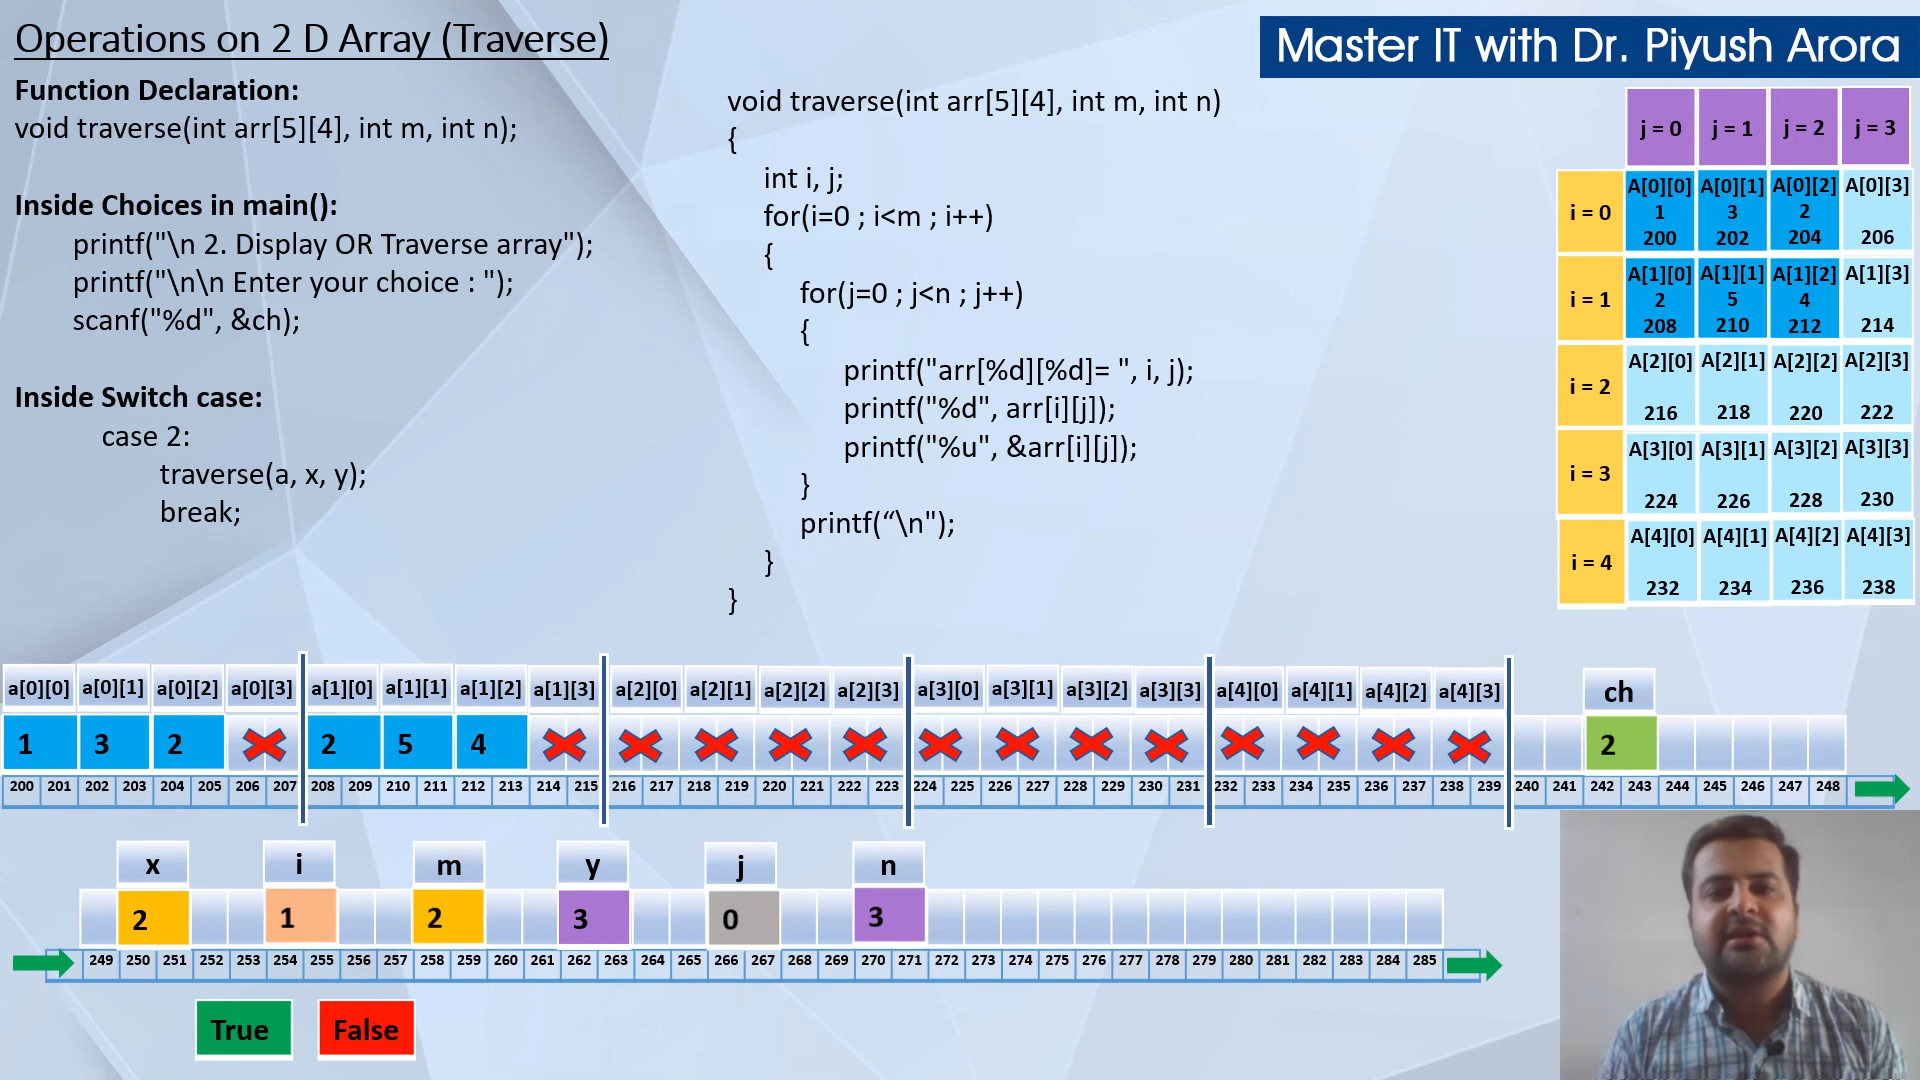 Operations on 2 D Array (Traverse)
Master IT with Dr. Piyush Arora
Function Declaration:
void traverse(int arr[5][4], int m, int n);
Inside Choices in main():
printf("\n 2. Display OR Traverse array");
printf("\n\n Enter your choice : ");
scanf("%d", &ch);
Inside Switch case:
case 2:
traverse(a, x, y);
break;
void traverse(int arr[5][4], int m, int n)
{
int i, j;
for(i=0 ; i<m ; i++)
{
for(j=0 ; j<n ; j++)
{
printf("arr[%d][%d]= ", i, j);
printf("%d", arr[i][j]);
printf("%u", &arr[i][j]);
}
printf(“\n");
}
}
j = 0 j = 1 j = 2 j = 3
i = 0
A[0][0] A[0][1] A[0][2] A[0][3]
1 3 2
200 202 204 206
i = 1
A[1][0] A[1][1] A[1][2] A[1][3]
2 5 4
208 210 212 214
i = 2
A[2][0] A[2][1] A[2][2] A[2][3]
216 218 220 222
i = 3
A[3][0] A[3][1] A[3][2] A[3][3]
224 226 228 230
i = 4
A[4][0] A[4][1] A[4][2] A[4][3]
232 234 236 238
a[0][0] a[0][1] a[0][2] a[0][3] a[1][0] a[1][1] a[1][2] a[1][3] a[2][0] a[2][1] a[2][2] a[2][3] a[3][0] a[3][1] a[3][2] a[3][3] a[4][0] a[4][1] a[4][2] a[4][3] ch
1 3 2 2 5 4 2
200 201 202 203 204 205 206 207 208 209 210 211 212 213 214 215 216 217 218 219 220 221 222 223 224 225 226 227 228 229 230 231 232 233 234 235 236 237 238 239 240 241 242 243 244 245 246 247 248
x i m y j n
2 1 2 3 0 3
249 250 251 252 253 254 255 256 257 258 259 260 261 262 263 264 265 266 267 268 269 270 271 272 273 274 275 276 277 278 279 280 281 282 283 284 285
True False